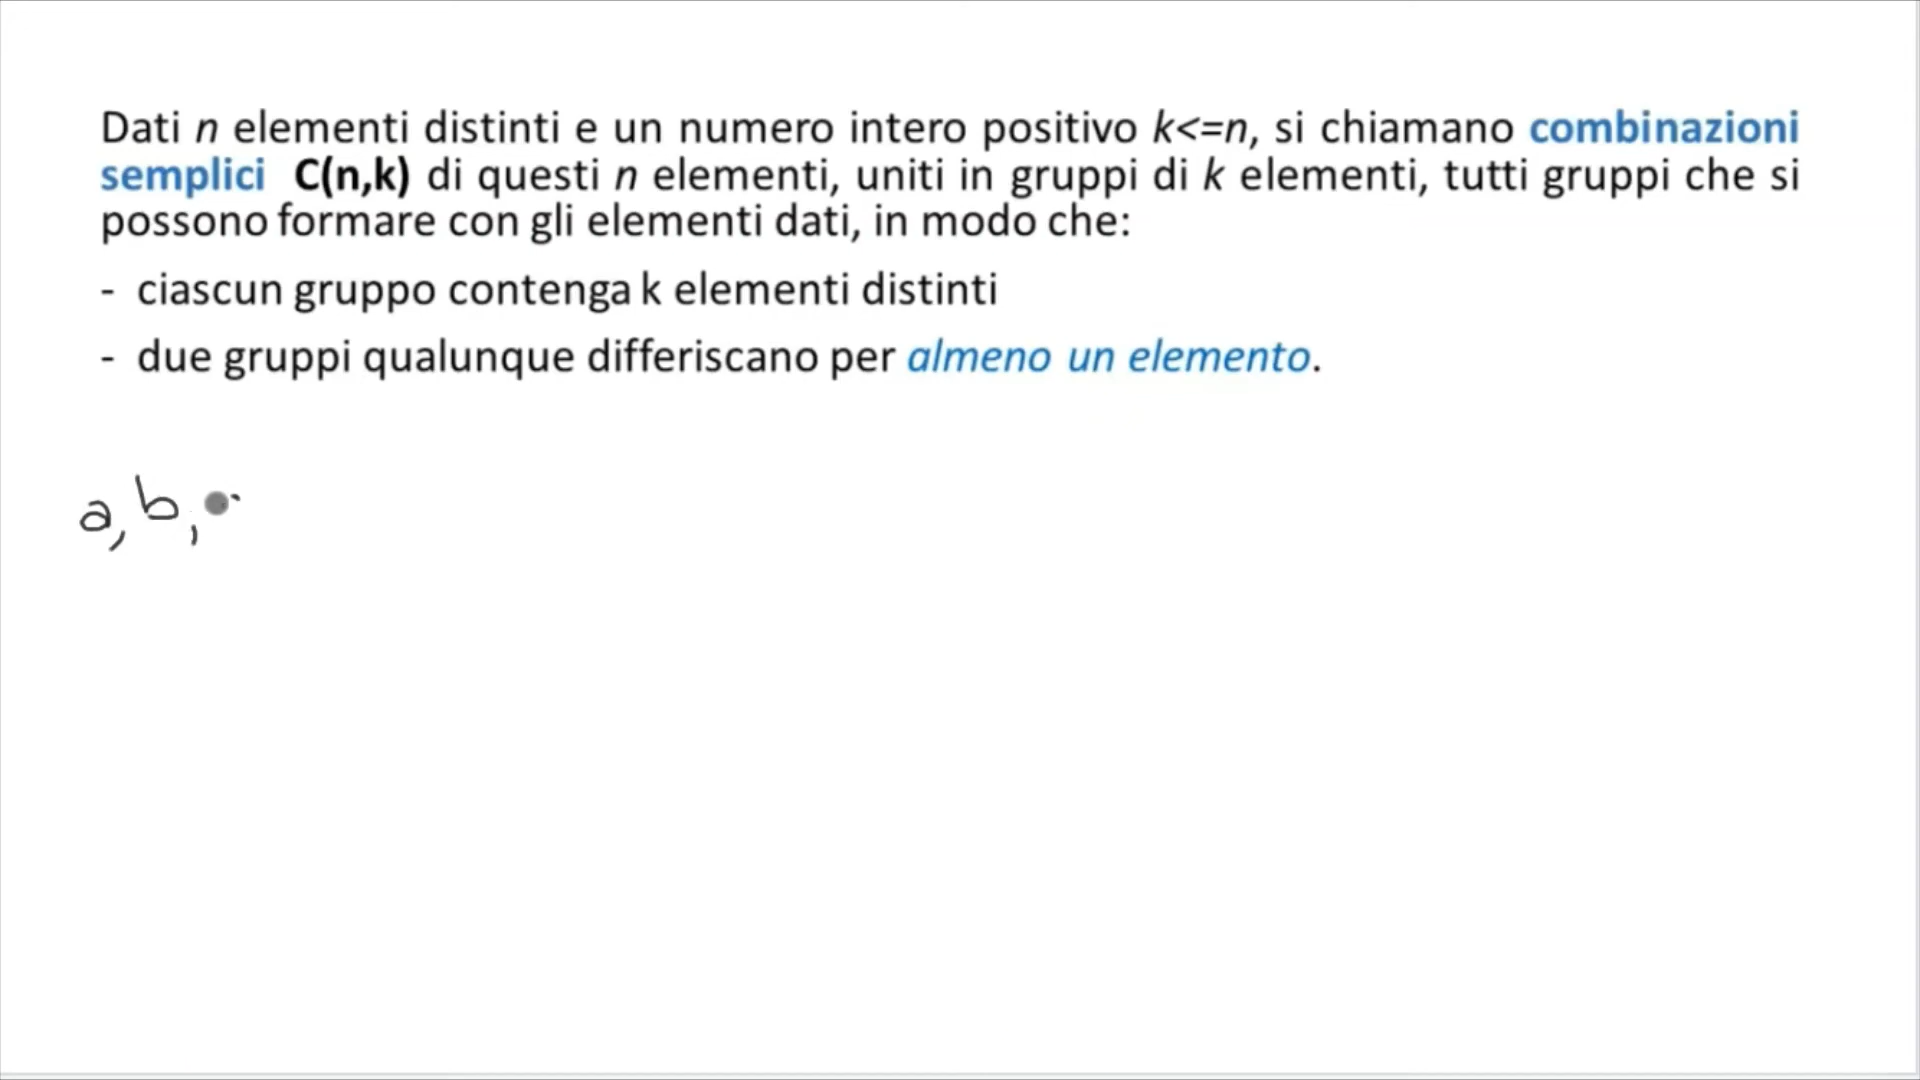 Dati n elementi distinti e un numero intero positivo k<=n, si chiamano combinazioni
semplici C(n,k) di questi n elementi, uniti in gruppi di k elementi, tutti gruppi che si
possono formare con gli elementi dati, in modo che:
- ciascun gruppo contenga k elementi distinti
- due gruppi qualunque differiscano per almeno un elemento.
a, b,